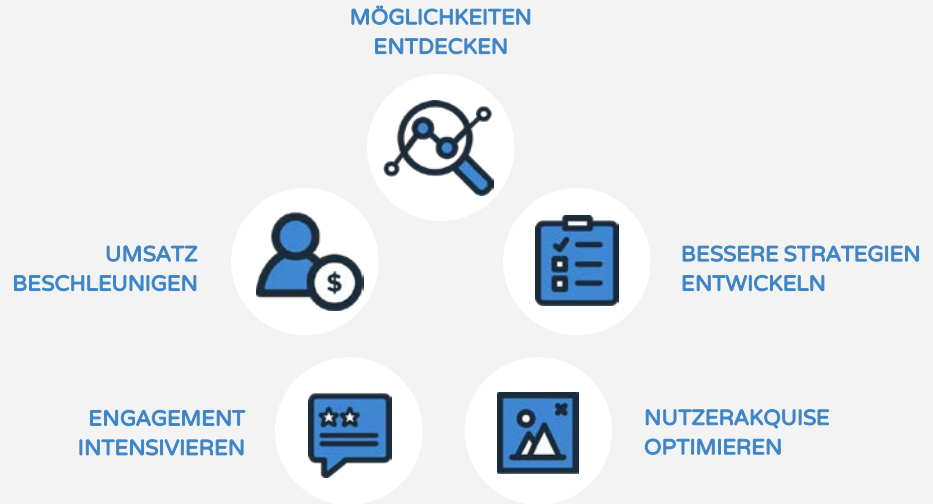 MÖGLICHKEITEN
ENTDECKEN
$
UMSATZ
BESCHLEUNIGEN
BESSERE STRATEGIEN
ENTWICKELN
ENGAGEMENT
INTENSIVIEREN
NUTZERAKQUISE
OPTIMIEREN